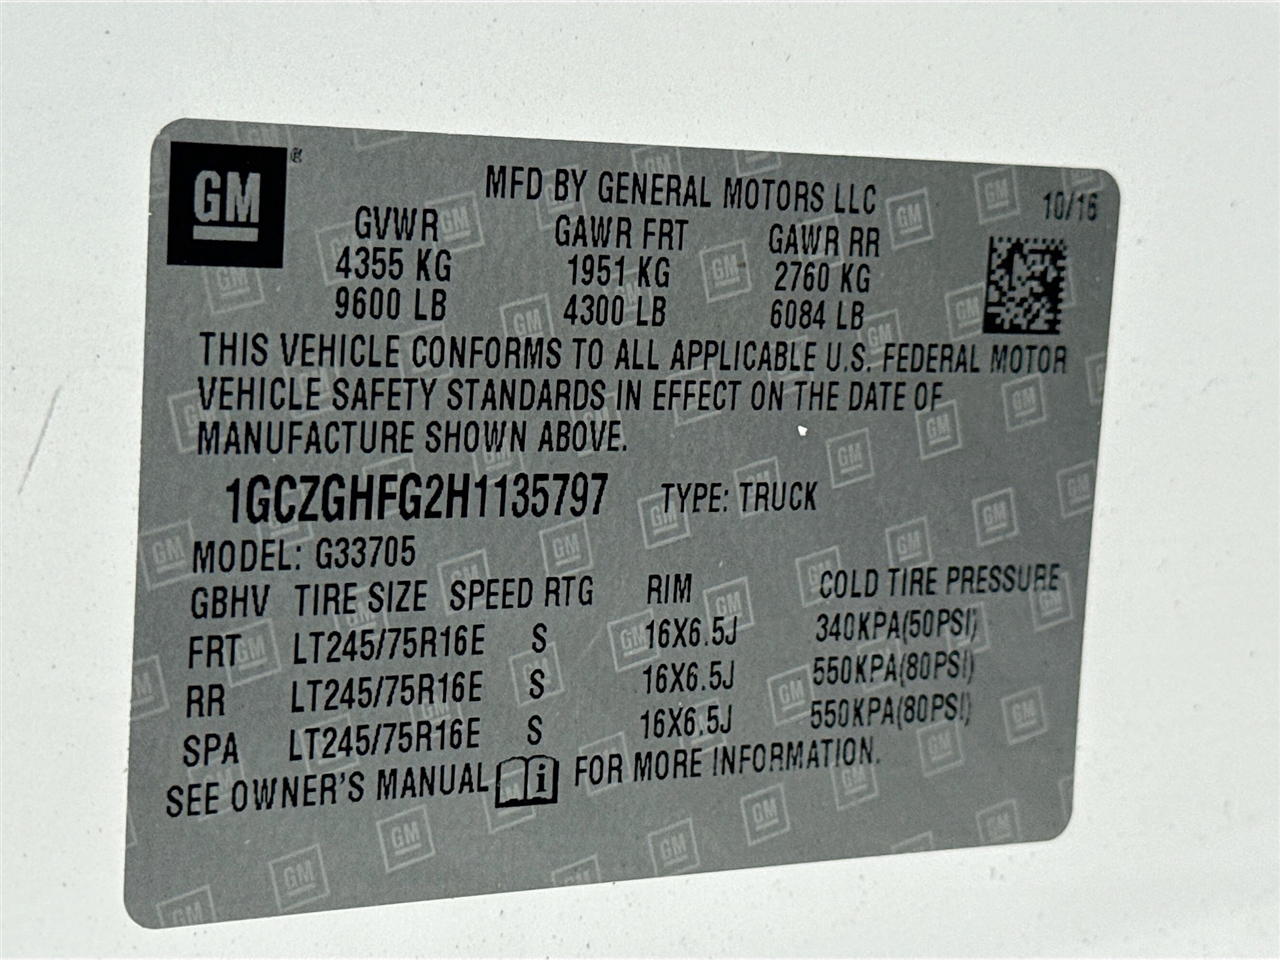 GM ®
MFD BY GENERAL MOTORS LLC 10/16
GVWR GAWR FRT GAWR RR
4355 KG 1951 KG 2760 KG
9600 LB 4300 LB 6084 LB
THIS VEHICLE CONFORMS TO ALL APPLICABLE U.S. FEDERAL MOTOR
VEHICLE SAFETY STANDARDS IN EFFECT ON THE DATE OF
MANUFACTURE SHOWN ABOVE.
1GCZGHFG2H1135797 TYPE: TRUCK
MODEL: G33705
GBHV TIRE SIZE SPEED RTG RIM COLD TIRE PRESSURE
FRT LT245/75R16E S 16X6.5J 340KPA(50PSI)
RR LT245/75R16E S 16X6.5J 550KPA(80PSI)
SPA LT245/75R16E S 16X6.5J 550KPA(80PSI)
SEE OWNER'S MANUAL i FOR MORE INFORMATION.